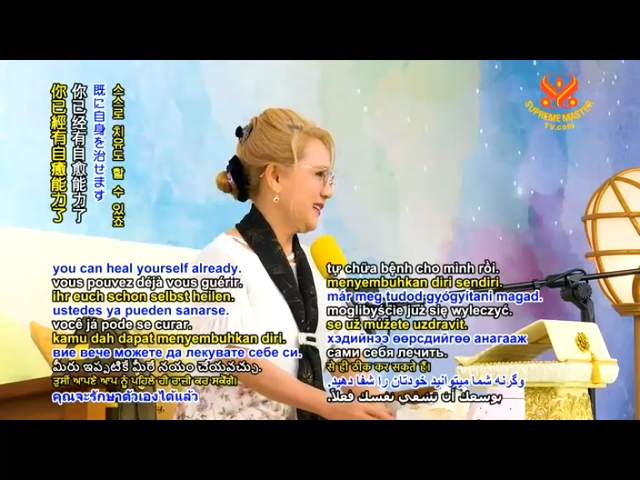 你已經有自癒能力了
你已经有自愈能力了
既に自身を治せます
스스로 치유도 할 수 있죠
SUPREME MASTER
TV.com
you can heal yourself already.
vous pouvez déjà vous guérir.
ihr euch schon selbst heilen.
ustedes ya pueden sanarse.
você já pode se curar.
kamu dah dapat menyembuhkan diri.
вие вече можете да лекувате себе си.
మీరు ఇప్పటికే మీరే నయం చేయవచ్చు.
ਤੁਸੀਂ ਆਪਣੇ ਆਪ ਨੂੰ ਪਹਿਲੇ ਹੀ ਰਾਜ਼ੀ ਕਰ ਸਕੋਗੇ।
คุณจะรักษาตัวเองได้แล้ว
tự chữa bệnh cho mình rồi.
menyembuhkan diri sendiri.
már meg tudod gyógyítani magad.
moglibyście już się wyleczyć.
se už můžete uzdravit.
хэдийнээ өөрсдийгөө анагааж
сами себя лечить.
से ही ठीक कर सकते हैं।
وگرنه شما میتوانید خودتان را شفا دهید.
بوسعك أن تشفي نفسك فعلاً.